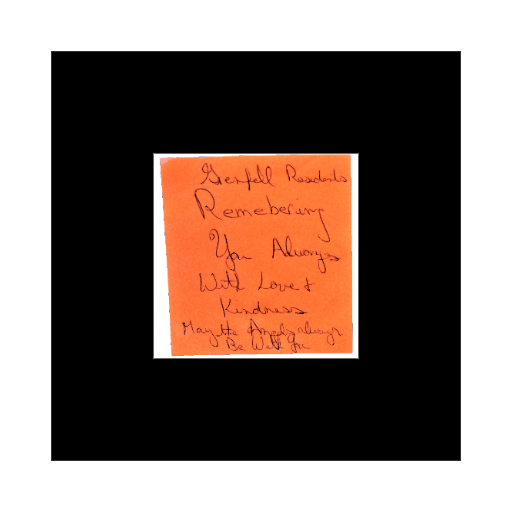 Grenfell Residents
Remebering
You Always
With Love &
Kindness
May the Angels always
Be With You